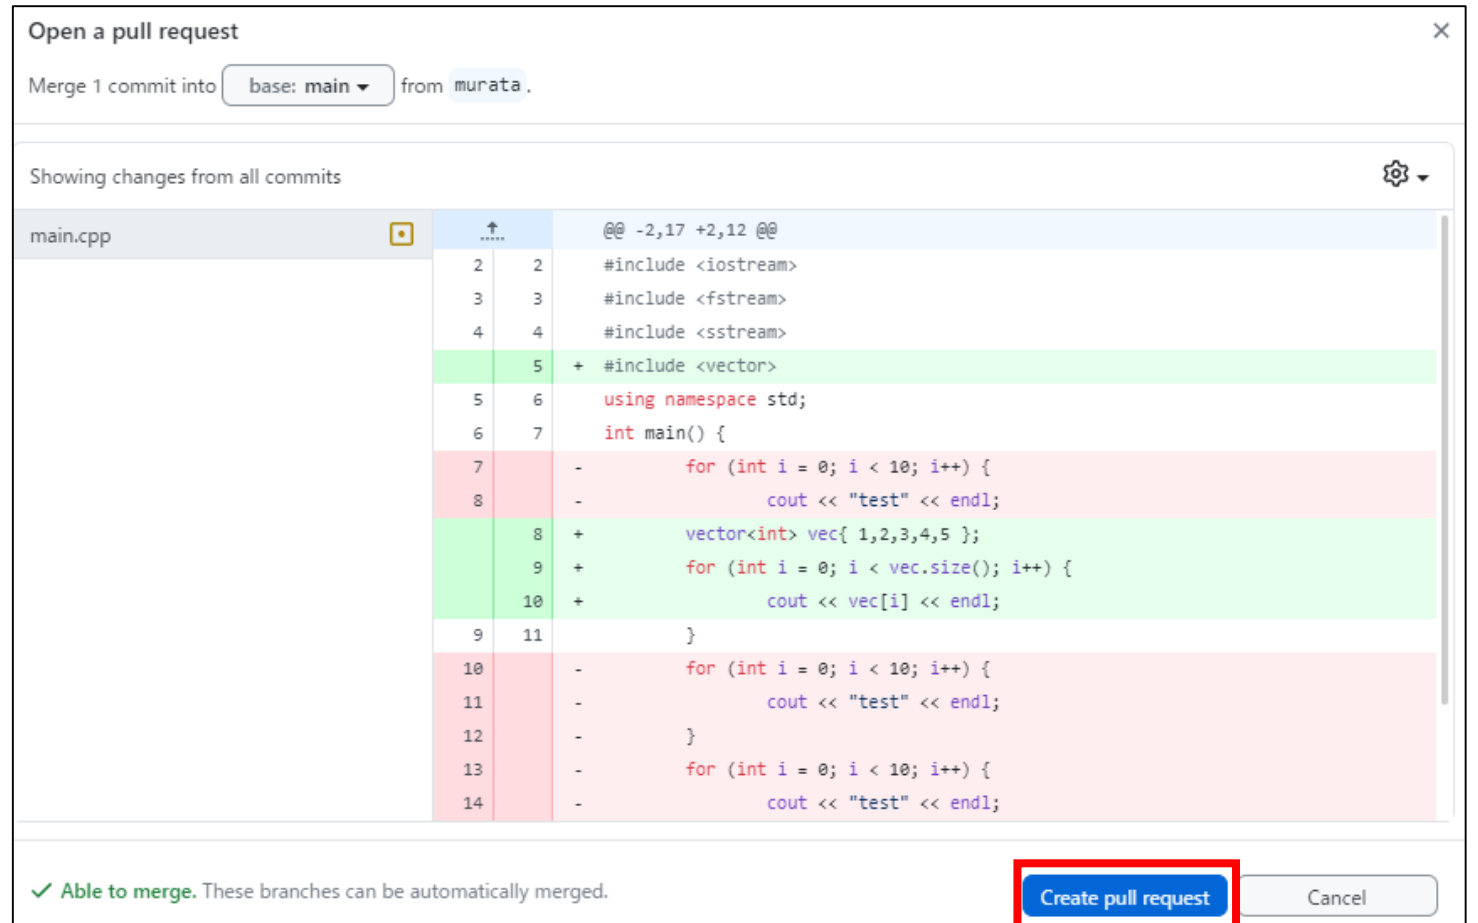 Open a pull request
Merge 1 commit into base: main from murata.
Showing changes from all commits
main.cpp
@@ -2,17 +2,12 @@
2 2 #include <iostream>
3 3 #include <fstream>
4 4 #include <sstream>
5 + #include <vector>
5 6 using namespace std;
6 7 int main() {
7 - for (int i = 0; i < 10; i++) {
8 - cout << "test" << endl;
8 + vector<int> vec{ 1,2,3,4,5 };
9 + for (int i = 0; i < vec.size(); i++) {
10 + cout << vec[i] << endl;
9 11 }
10 - for (int i = 0; i < 10; i++) {
11 - cout << "test" << endl;
12 - }
13 - for (int i = 0; i < 10; i++) {
14 - cout << "test" << endl;
Able to merge. These branches can be automatically merged.
Create pull request
Cancel